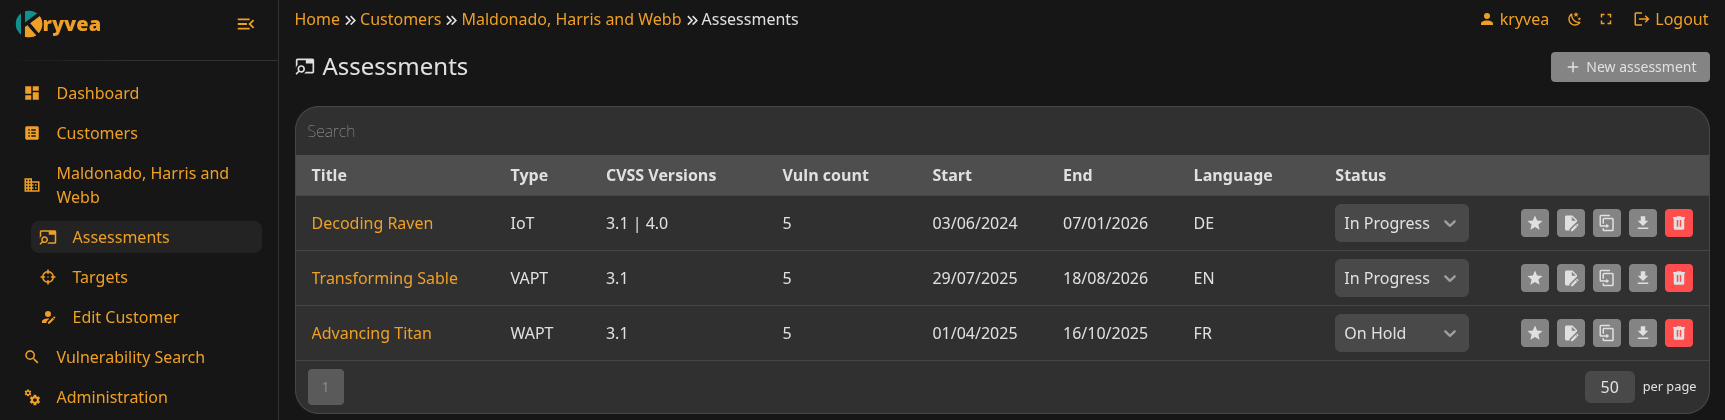 Kryvea
Home » Customers » Maldonado, Harris and Webb » Assessments
kryvea
Logout
Dashboard
Customers
Maldonado, Harris and
Webb
Assessments
Targets
Edit Customer
Vulnerability Search
Administration
Assessments
+ New assessment
Search
Title Type CVSS Versions Vuln count Start End Language Status
Decoding Raven IoT 3.1 | 4.0 5 03/06/2024 07/01/2026 DE In Progress
Transforming Sable VAPT 3.1 5 29/07/2025 18/08/2026 EN In Progress
Advancing Titan WAPT 3.1 5 01/04/2025 16/10/2025 FR On Hold
1
50 per page